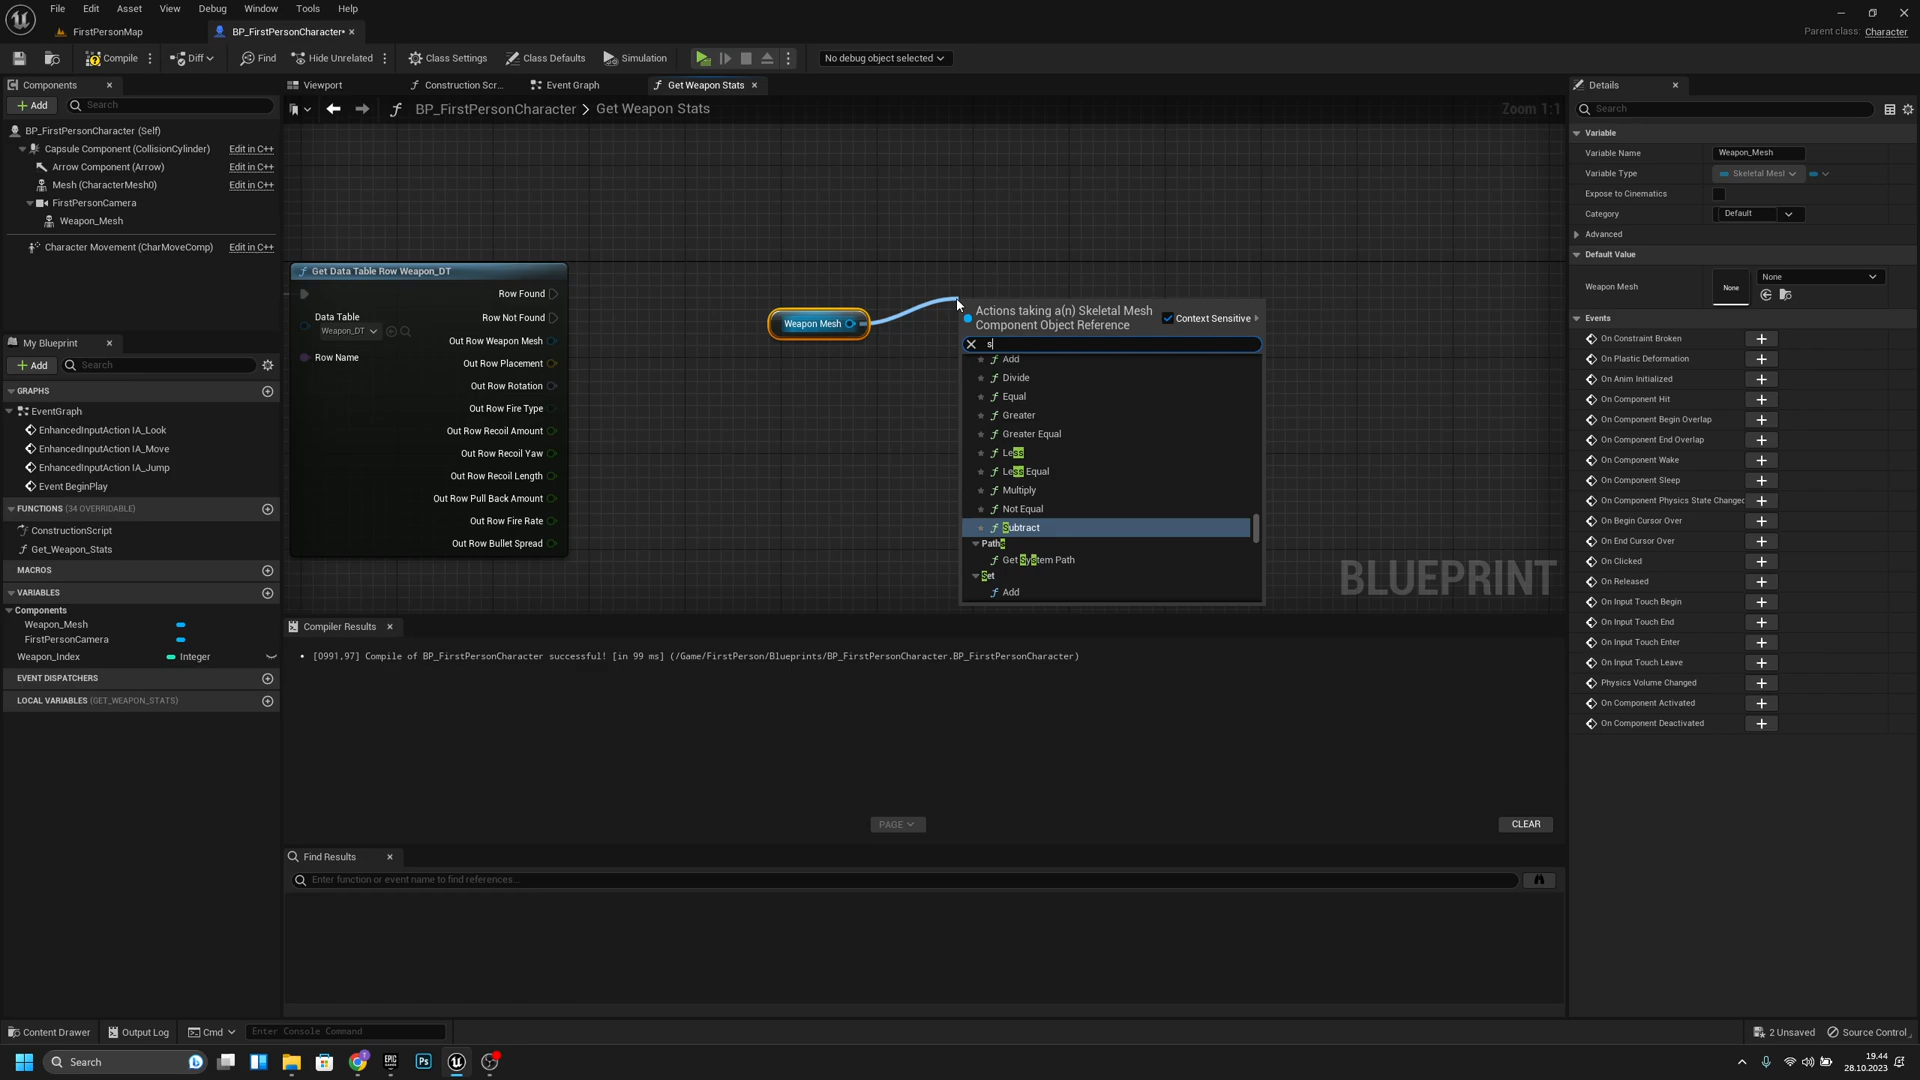 File Edit Asset View Debug Window Tools Help
FirstPersonMap
BP_FirstPersonCharacter•
Parent class: Character
Compile
Diff
Find
Hide Unrelated
Class Settings
Class Defaults
Simulation
No debug object selected
Components
Add
Search
BP_FirstPersonCharacter (Self)
Capsule Component (CollisionCylinder) Edit in C++
Arrow Component (Arrow) Edit in C++
Mesh (CharacterMesh0) Edit in C++
FirstPersonCamera
Weapon_Mesh
Character Movement (CharMoveComp) Edit in C++
My Blueprint
Add
Search
GRAPHS
EventGraph
EnhancedInputAction IA_Look
EnhancedInputAction IA_Move
EnhancedInputAction IA_Jump
Event BeginPlay
FUNCTIONS (34 OVERRIDABLE)
ConstructionScript
Get_Weapon_Stats
MACROS
VARIABLES
Components
Weapon_Mesh
FirstPersonCamera
Weapon_Index Integer
EVENT DISPATCHERS
LOCAL VARIABLES (GET_WEAPON_STATS)
Viewport
Construction Scr...
Event Graph
Get Weapon Stats
BP_FirstPersonCharacter > Get Weapon Stats
Zoom 1:1
Get Data Table Row Weapon_DT
Row Found
Data Table
Weapon_DT
Row Not Found
Out Row Weapon Mesh
Row Name
Out Row Placement
Out Row Rotation
Out Row Fire Type
Out Row Recoil Amount
Out Row Recoil Yaw
Out Row Recoil Length
Out Row Pull Back Amount
Out Row Fire Rate
Out Row Bullet Spread
Weapon Mesh
Actions taking a(n) Skeletal Mesh
Component Object Reference
Context Sensitive
s
Add
Divide
Equal
Greater
Greater Equal
Less
Less Equal
Multiply
Not Equal
Subtract
Paths
Get System Path
Set
Add
BLUEPRINT
Compiler Results
• [0991,97] Compile of BP_FirstPersonCharacter successful! [in 99 ms] (/Game/FirstPerson/Blueprints/BP_FirstPersonCharacter.BP_FirstPersonCharacter)
PAGE
CLEAR
Find Results
Enter function or event name to find references...
Details
Search
Variable
Variable Name Weapon_Mesh
Variable Type Skeletal Mesh
Expose to Cinematics
Category Default
Advanced
Default Value
Weapon Mesh None None
Events
On Constraint Broken
On Plastic Deformation
On Anim Initialized
On Component Hit
On Component Begin Overlap
On Component End Overlap
On Component Wake
On Component Sleep
On Component Physics State Changed
On Begin Cursor Over
On End Cursor Over
On Clicked
On Released
On Input Touch Begin
On Input Touch End
On Input Touch Enter
On Input Touch Leave
Physics Volume Changed
On Component Activated
On Component Deactivated
Content Drawer
Output Log
Cmd
Enter Console Command
2 Unsaved
Source Control
Search
Ps
19.44
28.10.2023